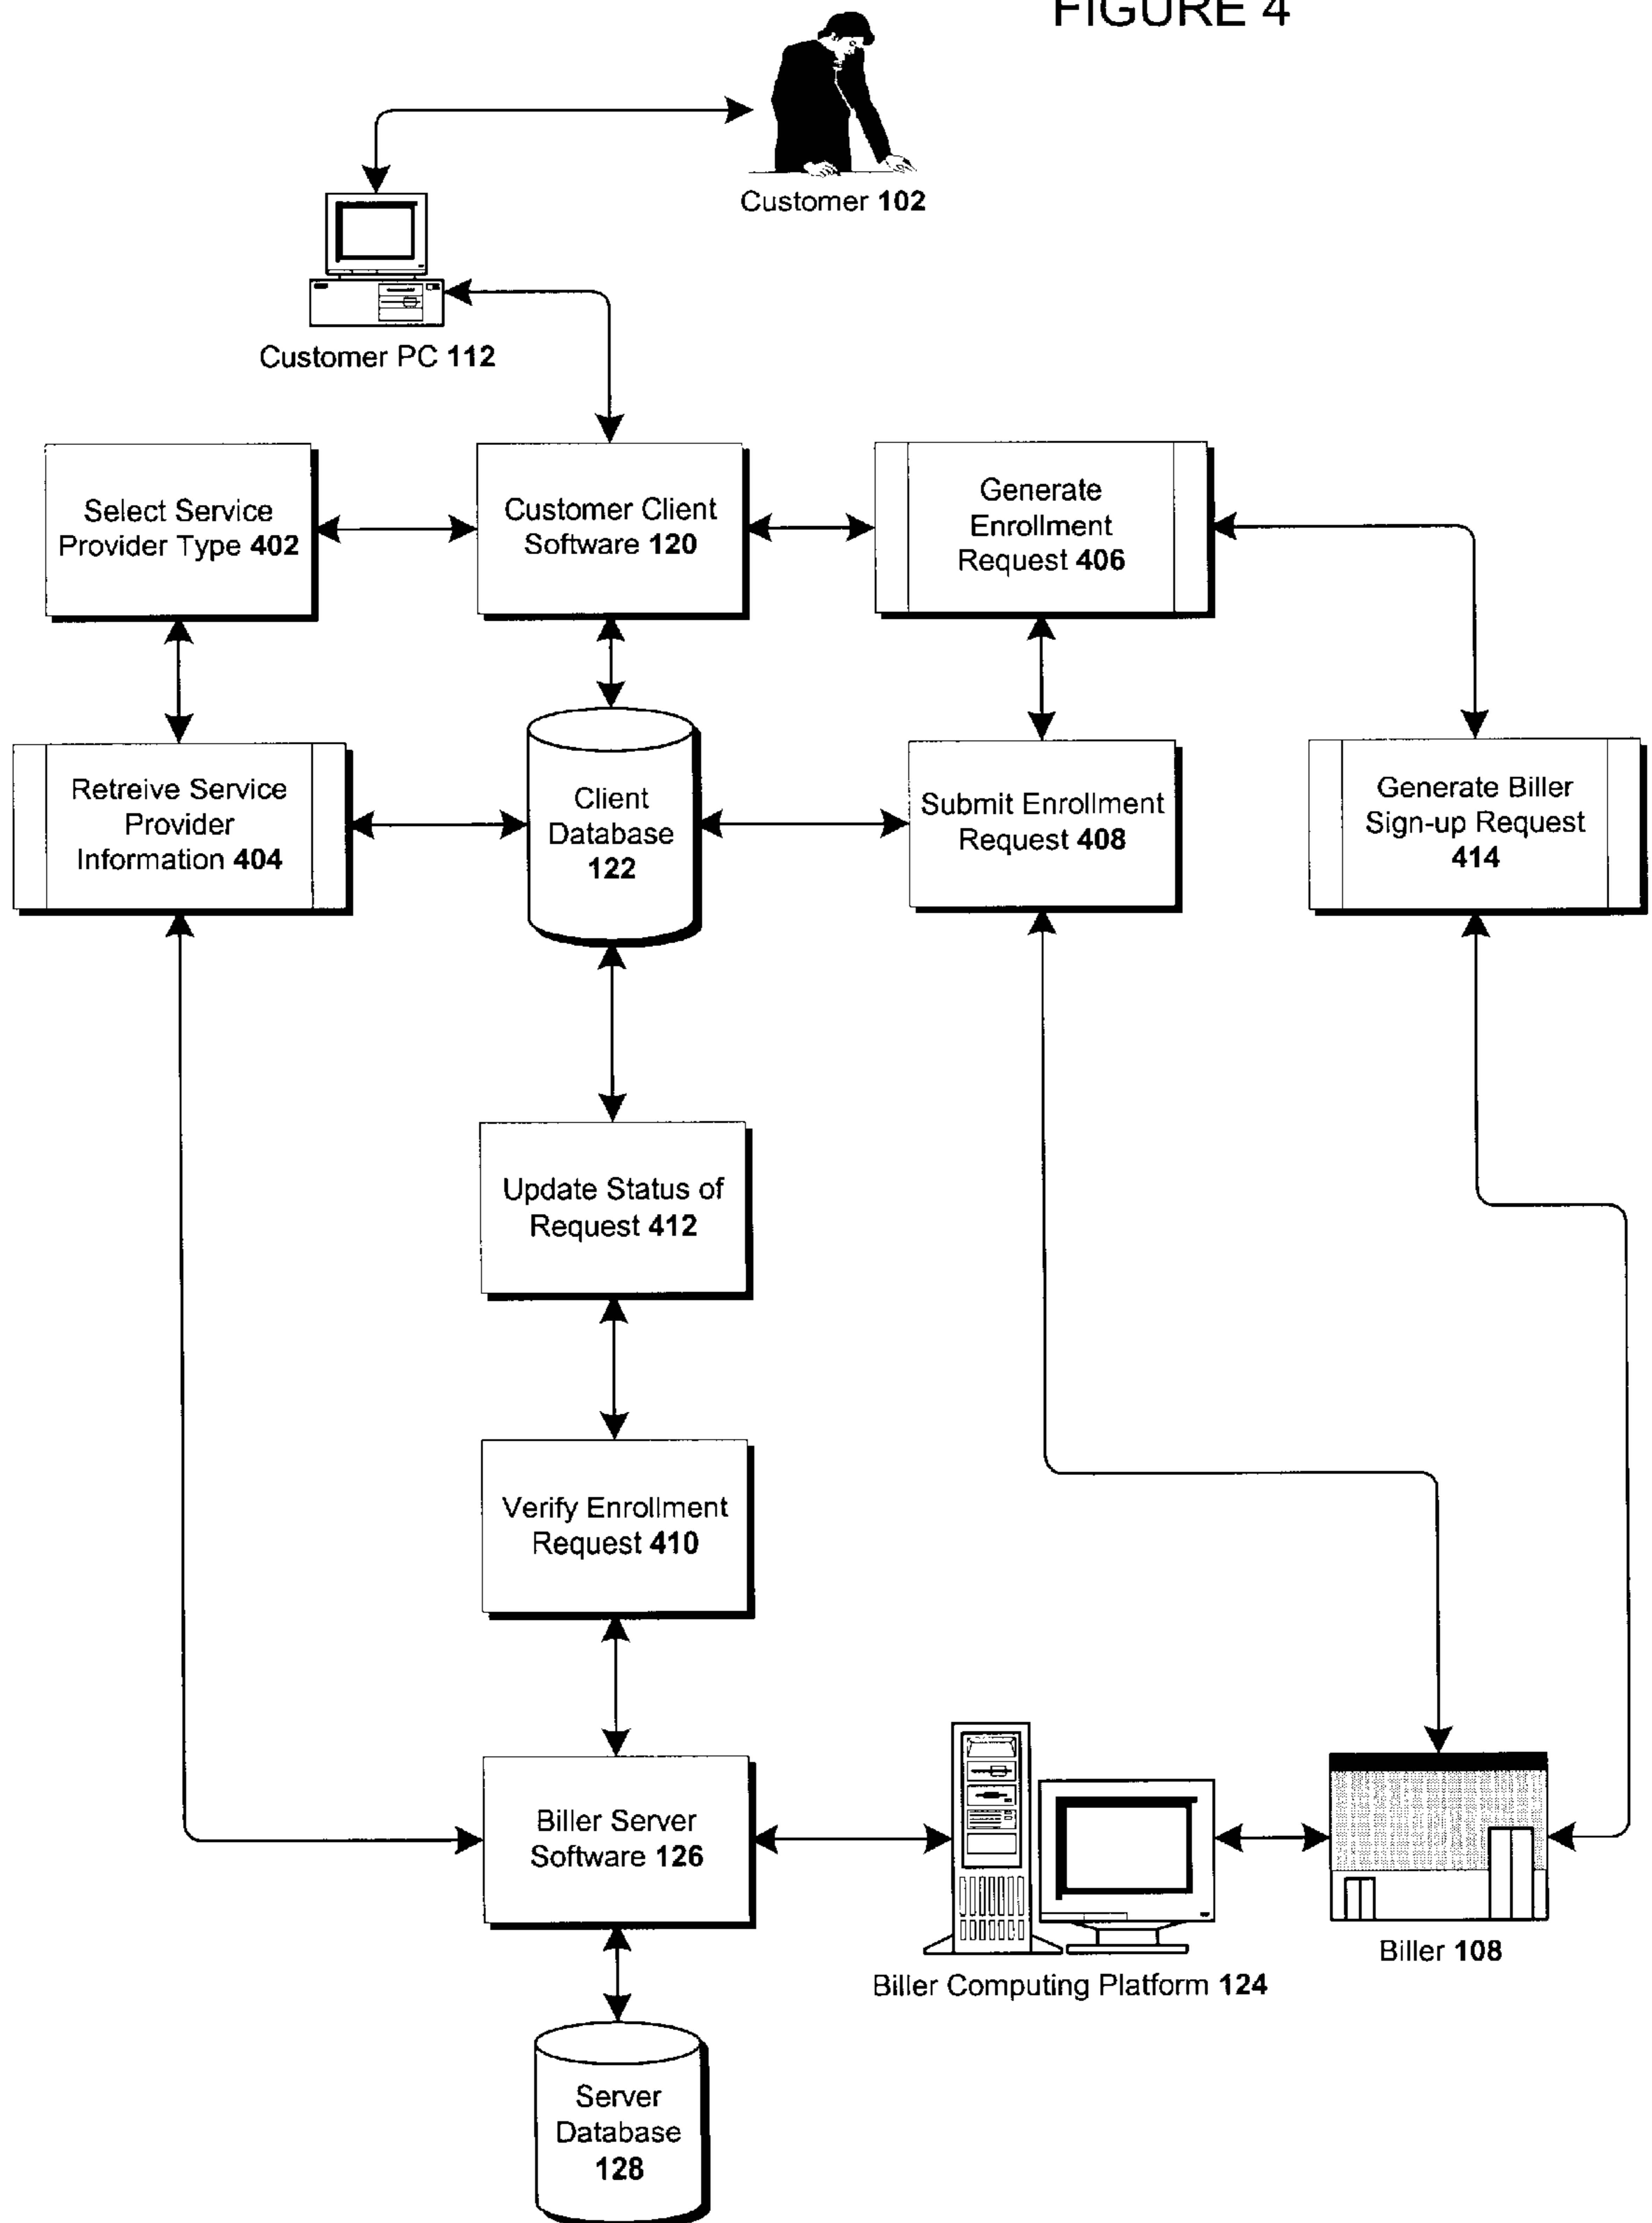 FIGURE 4
Customer 102
Customer PC 112
Select Service
Provider Type 402
Customer Client
Software 120
Generate
Enrollment
Request 406
Retreive Service
Provider
Information 404
Client
Database
122
Submit Enrollment
Request 408
Generate Biller
Sign-up Request
414
Update Status of
Request 412
Verify Enrollment
Request 410
Biller Server
Software 126
Biller Computing Platform 124
Biller 108
Server
Database
128